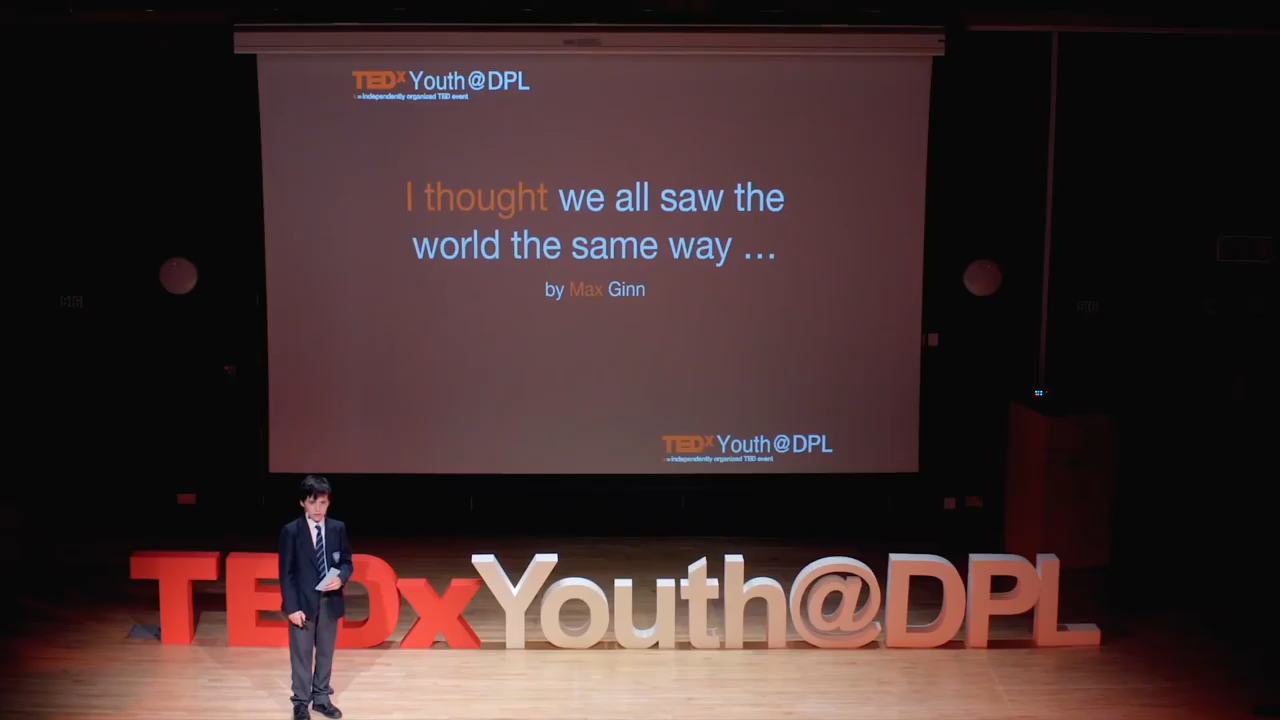 TEDx Youth@DPL
x = independently organized TED event
I thought we all saw the
world the same way ...
by Max Ginn
TEDx Youth@DPL
x = independently organized TED event
TEDxYouth@DPL